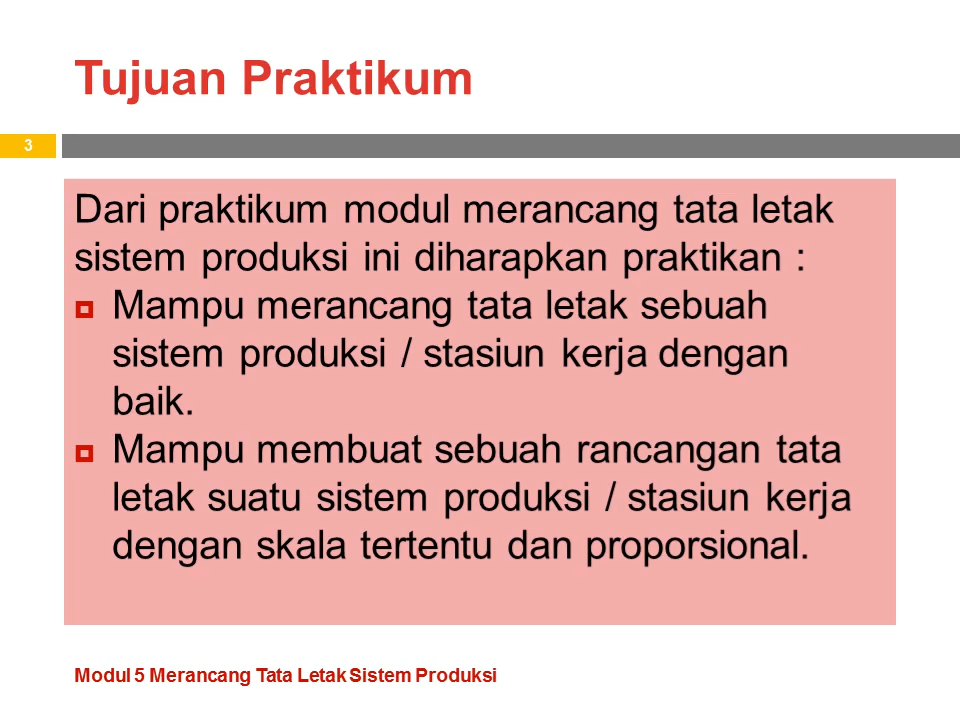 Tujuan Praktikum
3
Dari praktikum modul merancang tata letak
sistem produksi ini diharapkan praktikan :
Mampu merancang tata letak sebuah
sistem produksi / stasiun kerja dengan
baik.
Mampu membuat sebuah rancangan tata
letak suatu sistem produksi / stasiun kerja
dengan skala tertentu dan proporsional.
Modul 5 Merancang Tata Letak Sistem Produksi